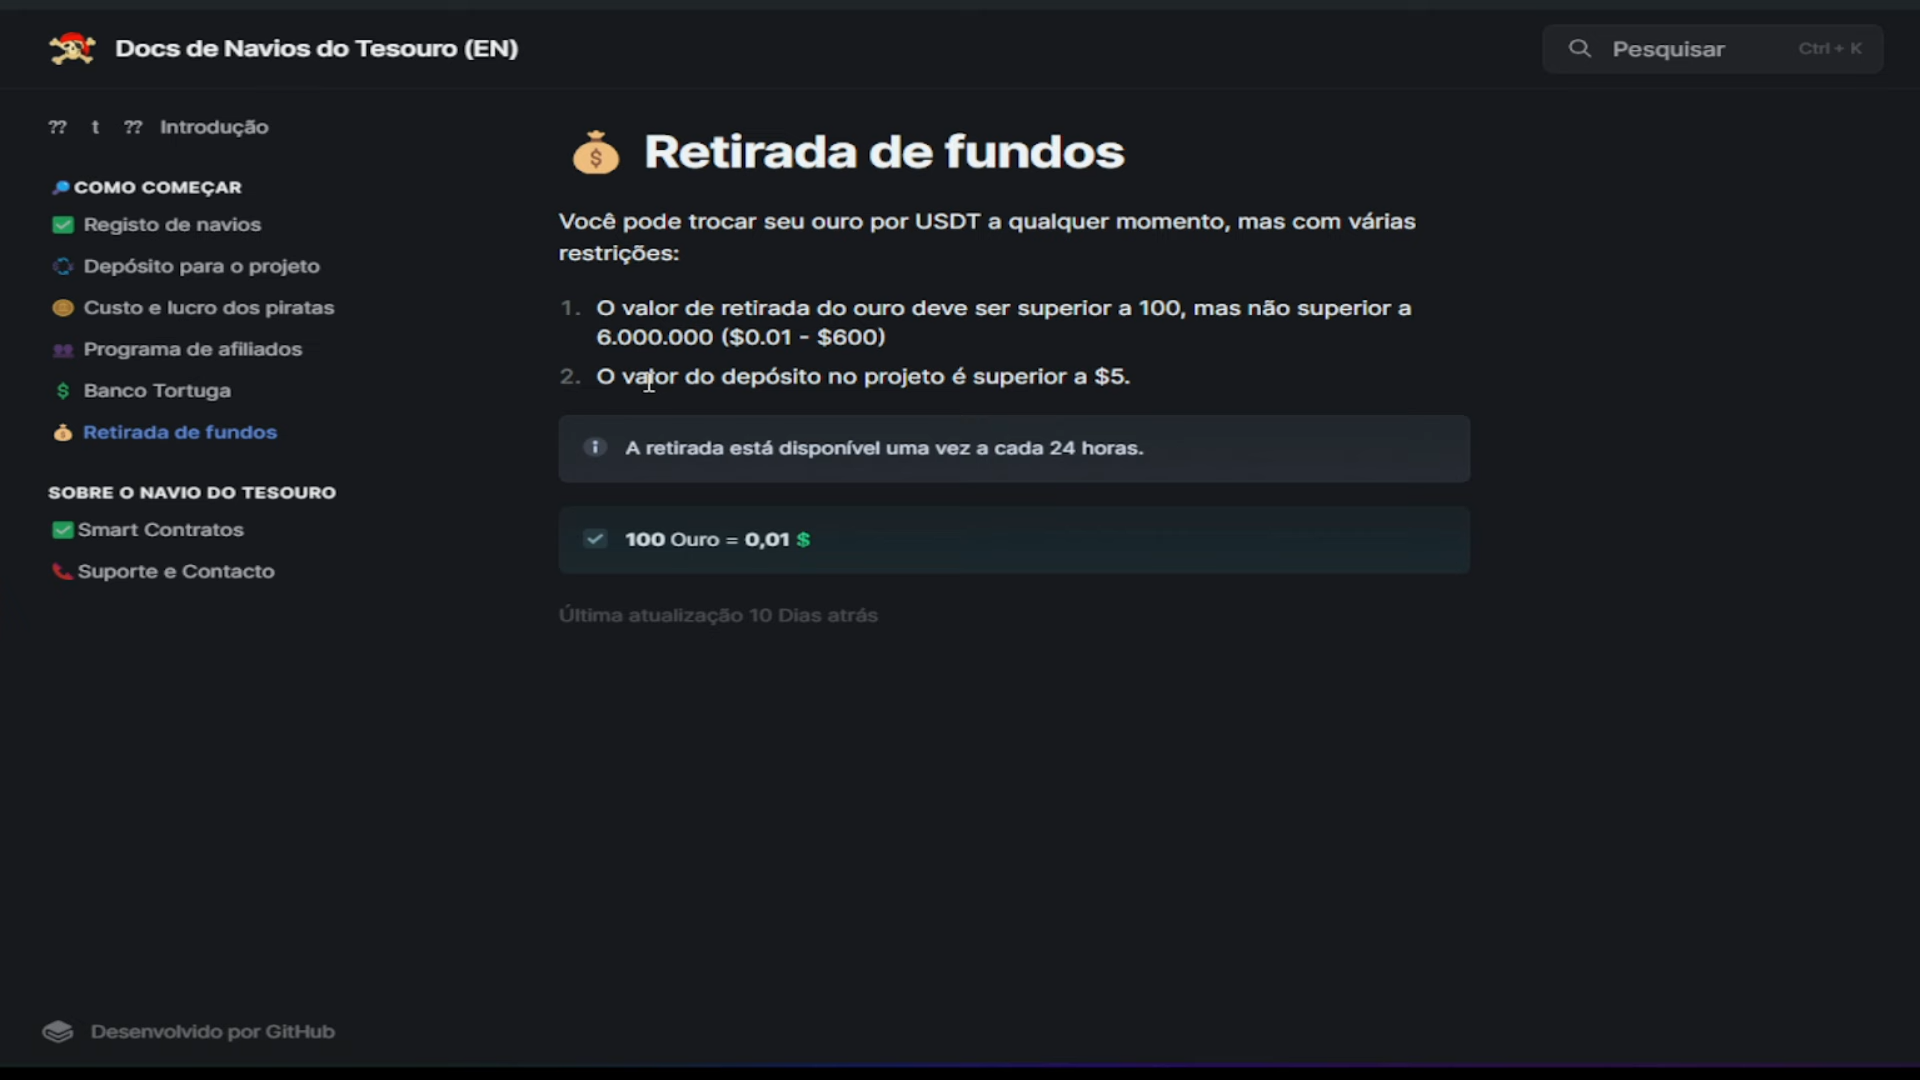 Docs de Navios do Tesouro (EN)
Pesquisar
Ctrl + K
?? t ?? Introdução
COMO COMEÇAR
Registo de navios
Depósito para o projeto
Custo e lucro dos piratas
Programa de afiliados
Banco Tortuga
Retirada de fundos
SOBRE O NAVIO DO TESOURO
Smart Contratos
Suporte e Contacto
Retirada de fundos
Você pode trocar seu ouro por USDT a qualquer momento, mas com várias
restrições:
1. O valor de retirada do ouro deve ser superior a 100, mas não superior a
6.000.000 ($0.01 - $600)
2. O valor do depósito no projeto é superior a $5.
A retirada está disponível uma vez a cada 24 horas.
100 Ouro = 0,01 $
Última atualização 10 Dias atrás
Desenvolvido por GitHub